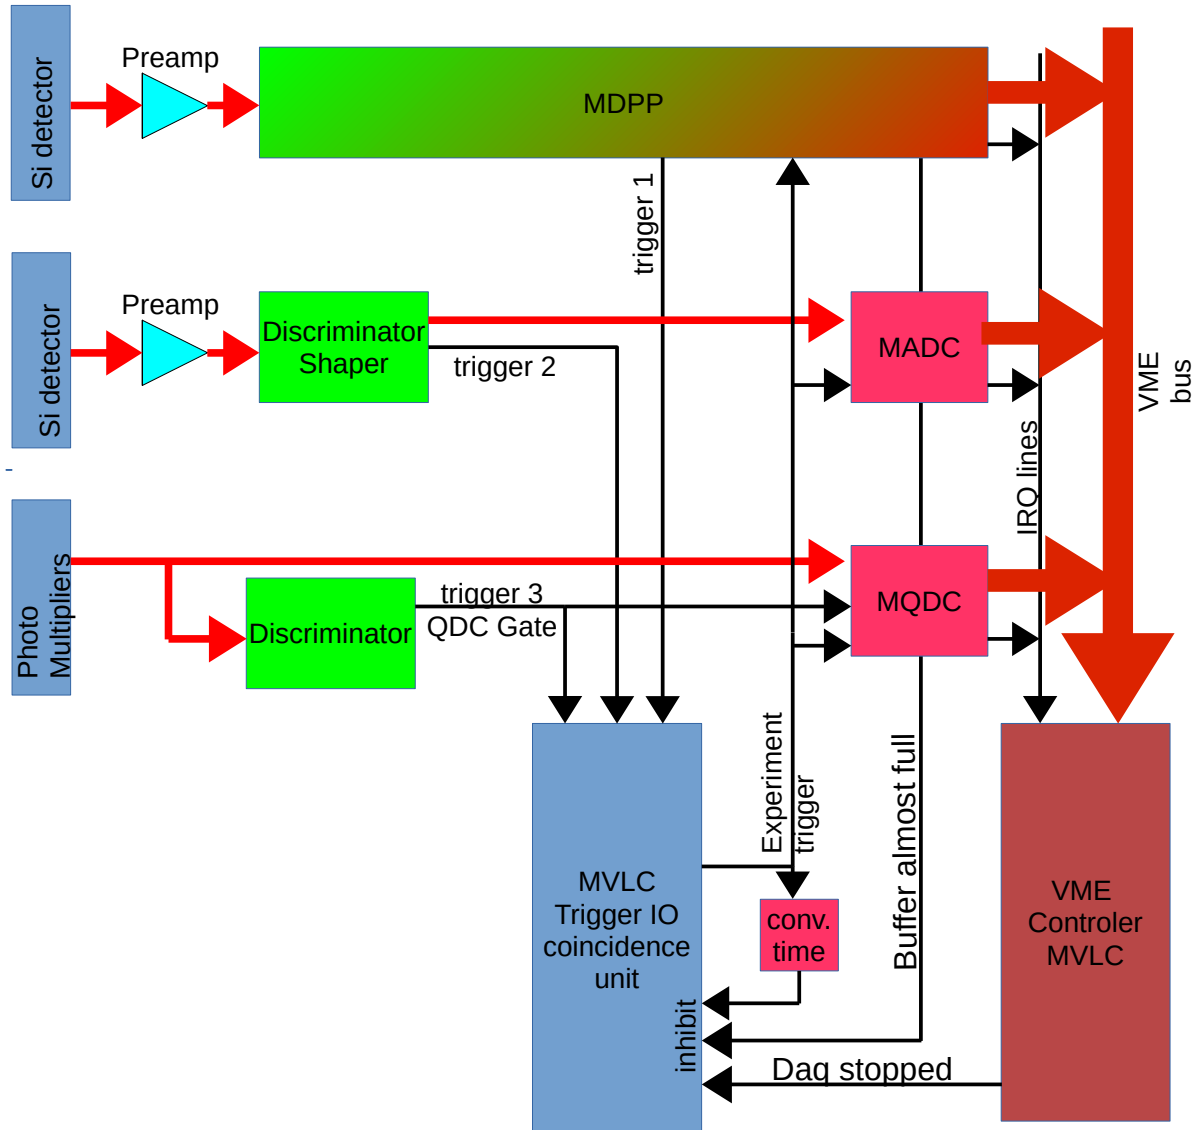 Si detector
Preamp
MDPP
trigger 1
Si detector
Preamp
Discriminator
Shaper
trigger 2
MADC
VME
bus
IRQ lines
Photo
Multipliers
Discriminator
trigger 3
QDC Gate
MQDC
Experiment
trigger
Buffer almost full
MVLC
Trigger IO
coincidence
unit
conv.
time
inhibit
VME
Controler
MVLC
Daq stopped